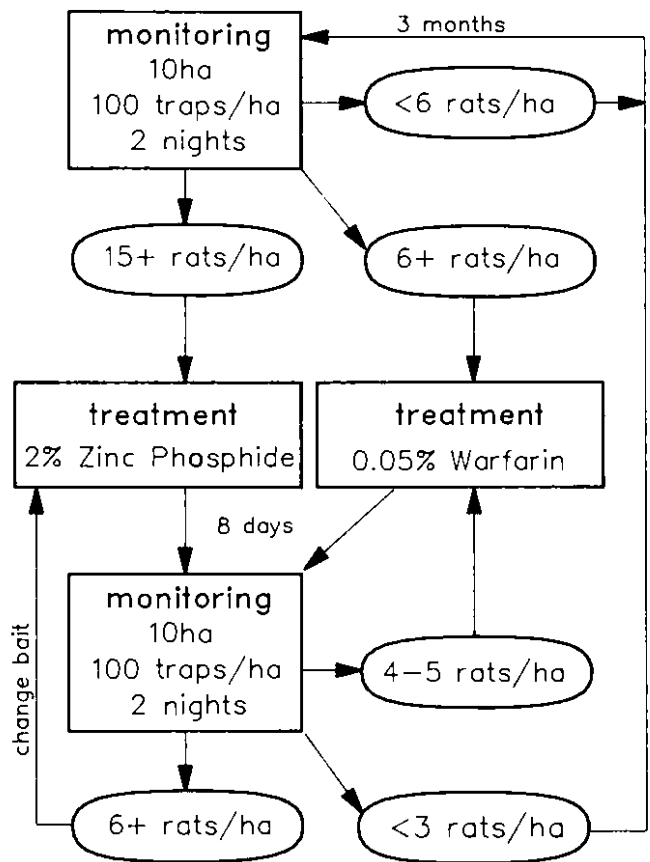 monitoring
10ha
100 traps/ha
2 nights
3 months
<6 rats/ha
15+ rats/ha
6+ rats/ha
treatment
2% Zinc Phosphide
treatment
0.05% Warfarin
8 days
change bait
monitoring
10ha
100 traps/ha
2 nights
4–5 rats/ha
6+ rats/ha
<3 rats/ha